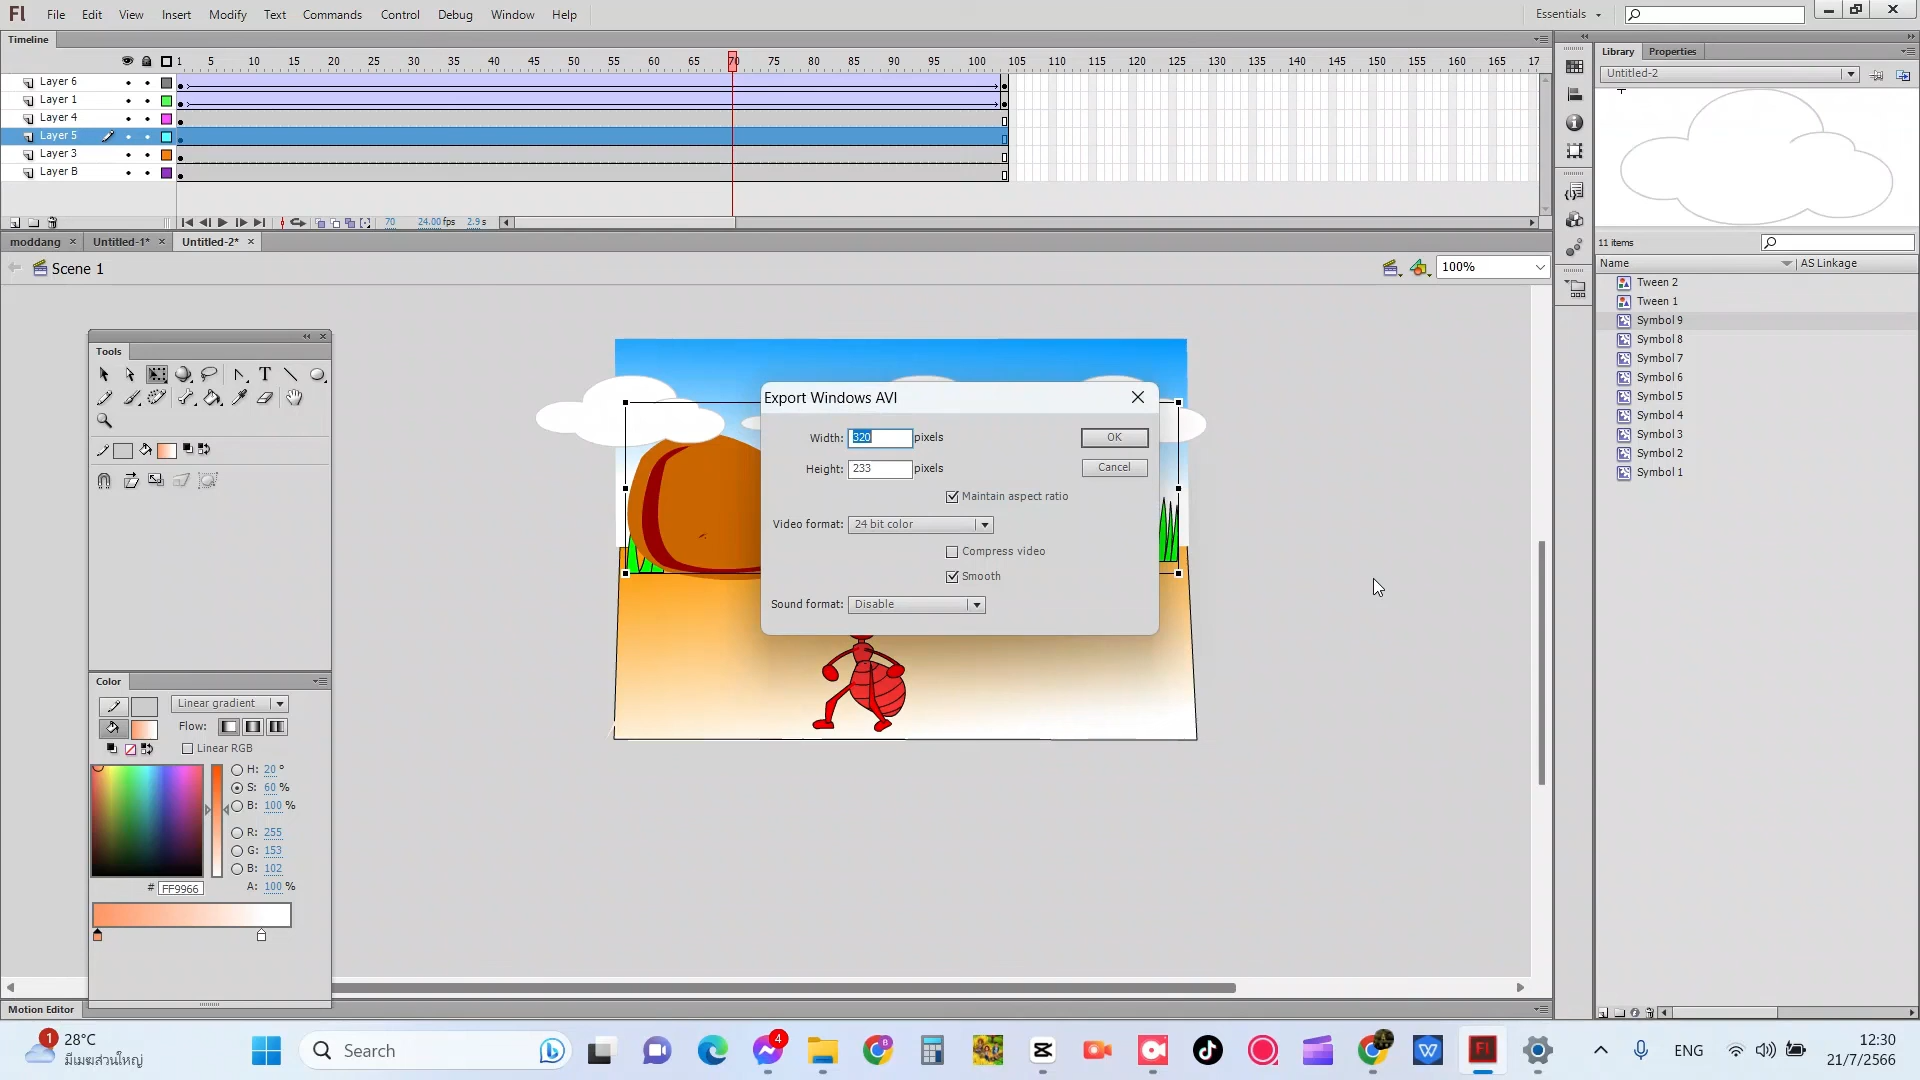 Fl File Edit View Insert Modify Text Commands Control Debug Window Help Essentials
Timeline
1 5 10 15 20 25 30 35 40 45 50 55 60 65 70 75 80 85 90 95 100 105 110 115 120 125 130 135 140 145 150 155 160 165 17
Layer 6
Layer 1
Layer 4
Layer 5
Layer 3
Layer B
70 24.00 fps 2.9 s
moddang Untitled-1* Untitled-2*
Scene 1
100%
Tools
Color
Linear gradient
Flow:
Linear RGB
H: 20 °
S: 60 %
B: 100 %
R: 255
G: 153
B: 102
# FF9966
A: 100 %
Motion Editor
Export Windows AVI
Width: 320 pixels
OK
Height: 233 pixels
Cancel
Maintain aspect ratio
Video format: 24 bit color
Compress video
Smooth
Sound format: Disable
Library Properties
Untitled-2
11 items
Name AS Linkage
Tween 2
Tween 1
Symbol 9
Symbol 8
Symbol 7
Symbol 6
Symbol 5
Symbol 4
Symbol 3
Symbol 2
Symbol 1
1
28°C
มีเมฆส่วนใหญ่
Search
4
ENG
12:30
21/7/2566